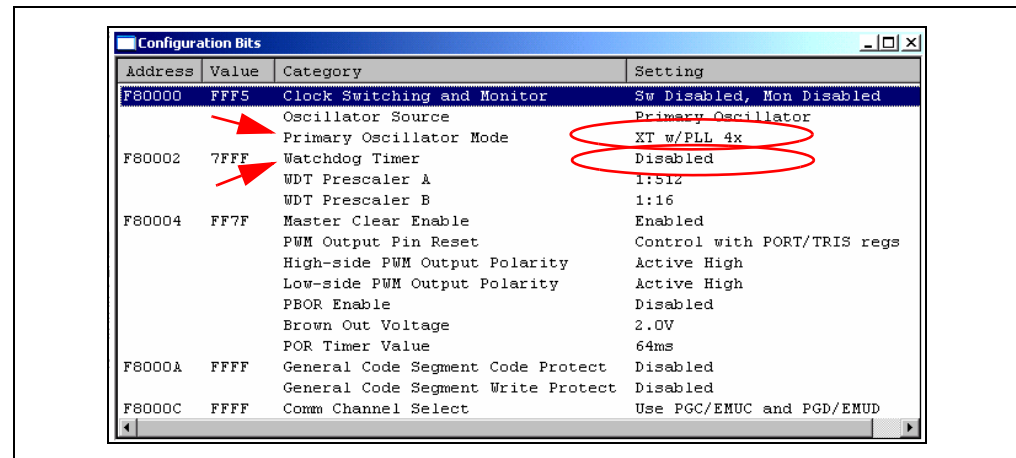 Configuration Bits
Address Value Category Setting
F80000 FFF5 Clock Switching and Monitor Sw Disabled, Mon Disabled
Oscillator Source Primary Oscillator
Primary Oscillator Mode XT w/PLL 4x
F80002 7FFF Watchdog Timer Disabled
WDT Prescaler A 1:512
WDT Prescaler B 1:16
F80004 FF7F Master Clear Enable Enabled
PWM Output Pin Reset Control with PORT/TRIS regs
High-side PWM Output Polarity Active High
Low-side PWM Output Polarity Active High
PBOR Enable Disabled
Brown Out Voltage 2.0V
POR Timer Value 64ms
F8000A FFFF General Code Segment Code Protect Disabled
General Code Segment Write Protect Disabled
F8000C FFFF Comm Channel Select Use PGC/EMUC and PGD/EMUD